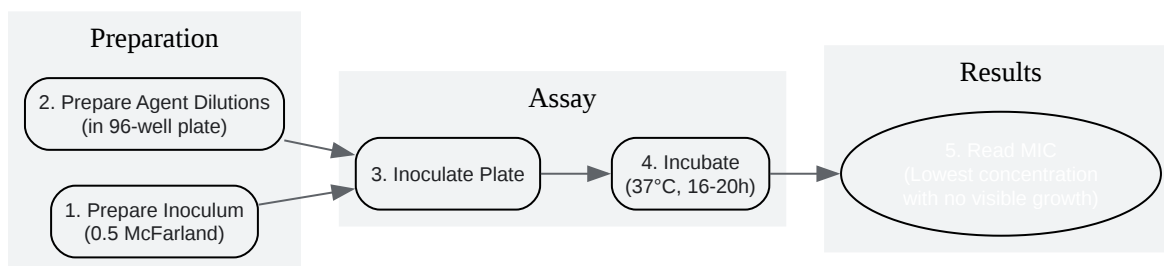 Preparation
2. Prepare Agent Dilutions
(in 96-well plate)
1. Prepare Inoculum
(0.5 McFarland)
Assay
3. Inoculate Plate
4. Incubate
(37°C, 16-20h)
Results
5. Read MIC
(Lowest concentration
with no visible growth)